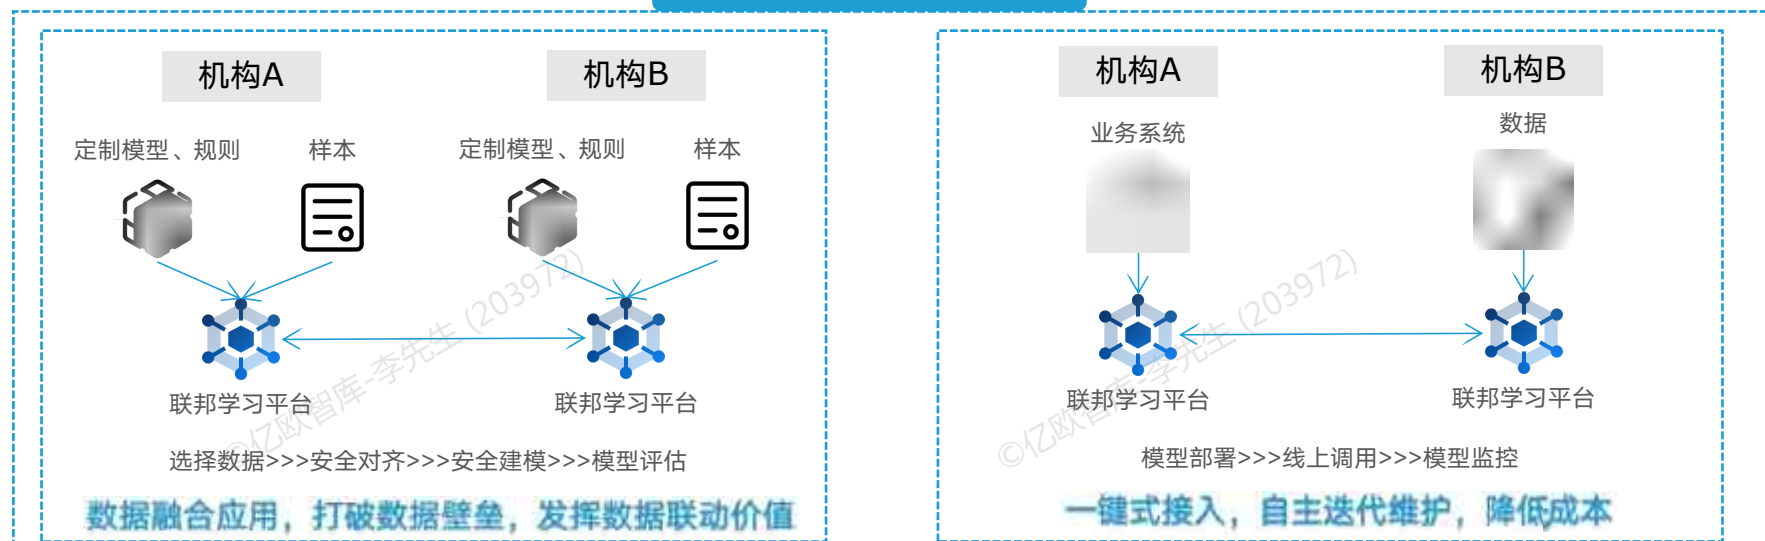 机构A
机构B
定制模型、规则
样本
定制模型、规则
样本
联邦学习平台
联邦学习平台
选择数据>>>安全对齐>>>安全建模>>>模型评估
数据融合应用，打破数据壁垒，发挥数据联动价值
机构A
机构B
业务系统
数据
联邦学习平台
联邦学习平台
模型部署>>>线上调用>>>模型监控
一键式接入，自主迭代维护，降低成本
©亿欧智库-李先生 (203972)
©亿欧智库-李先生 (203972)